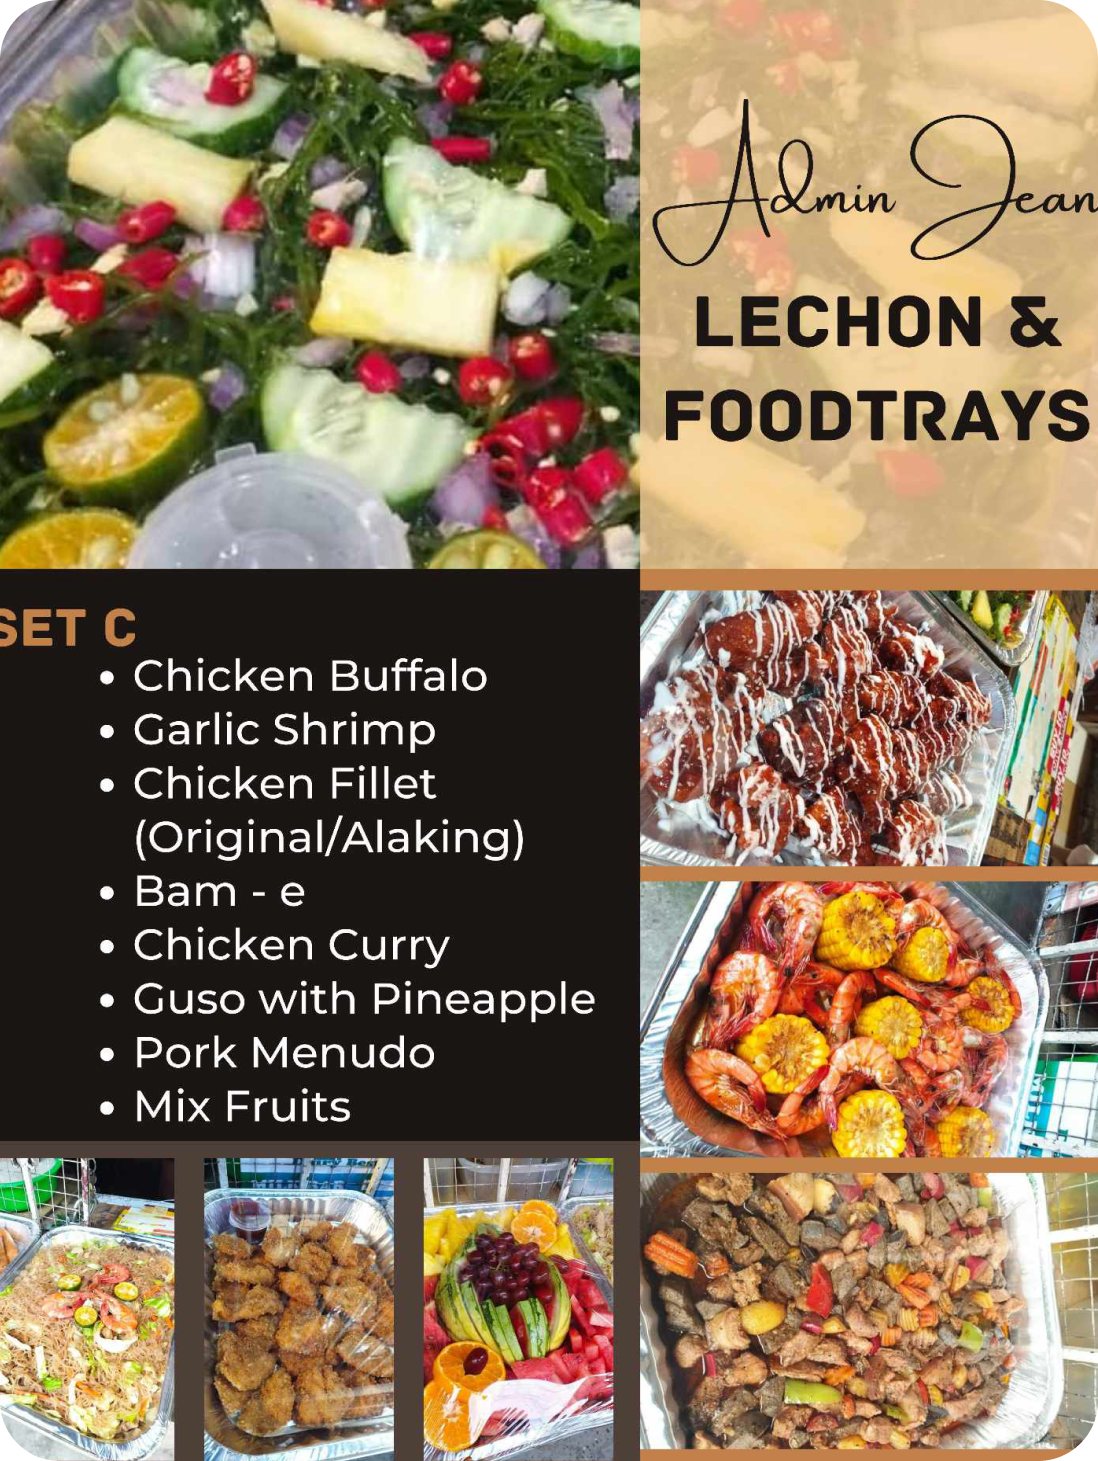 Admin Jean
LECHON &
FOODTRAYS
SET C
• Chicken Buffalo
• Garlic Shrimp
• Chicken Fillet
(Original/Alaking)
• Bam - e
• Chicken Curry
• Guso with Pineapple
• Pork Menudo
• Mix Fruits